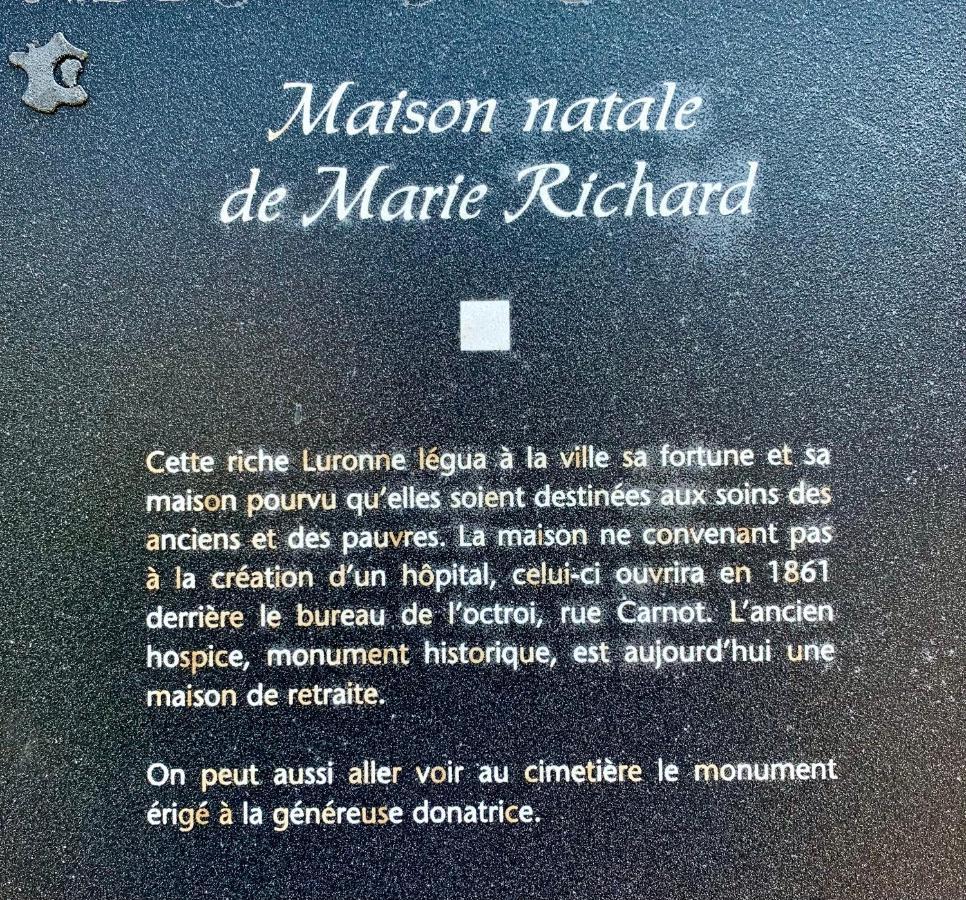 Maison natale
de Marie Richard
Cette riche Luronne légua à la ville sa fortune et sa
maison pourvu qu'elles soient destinées aux soins des
anciens et des pauvres. La maison ne convenant pas
à la création d'un hôpital, celui-ci ouvrira en 1861
derrière le bureau de l'octroi, rue Carnot. L'ancien
hospice, monument historique, est aujourd'hui une
maison de retraite.
On peut aussi aller voir au cimetière le monument
érigé à la généreuse donatrice.